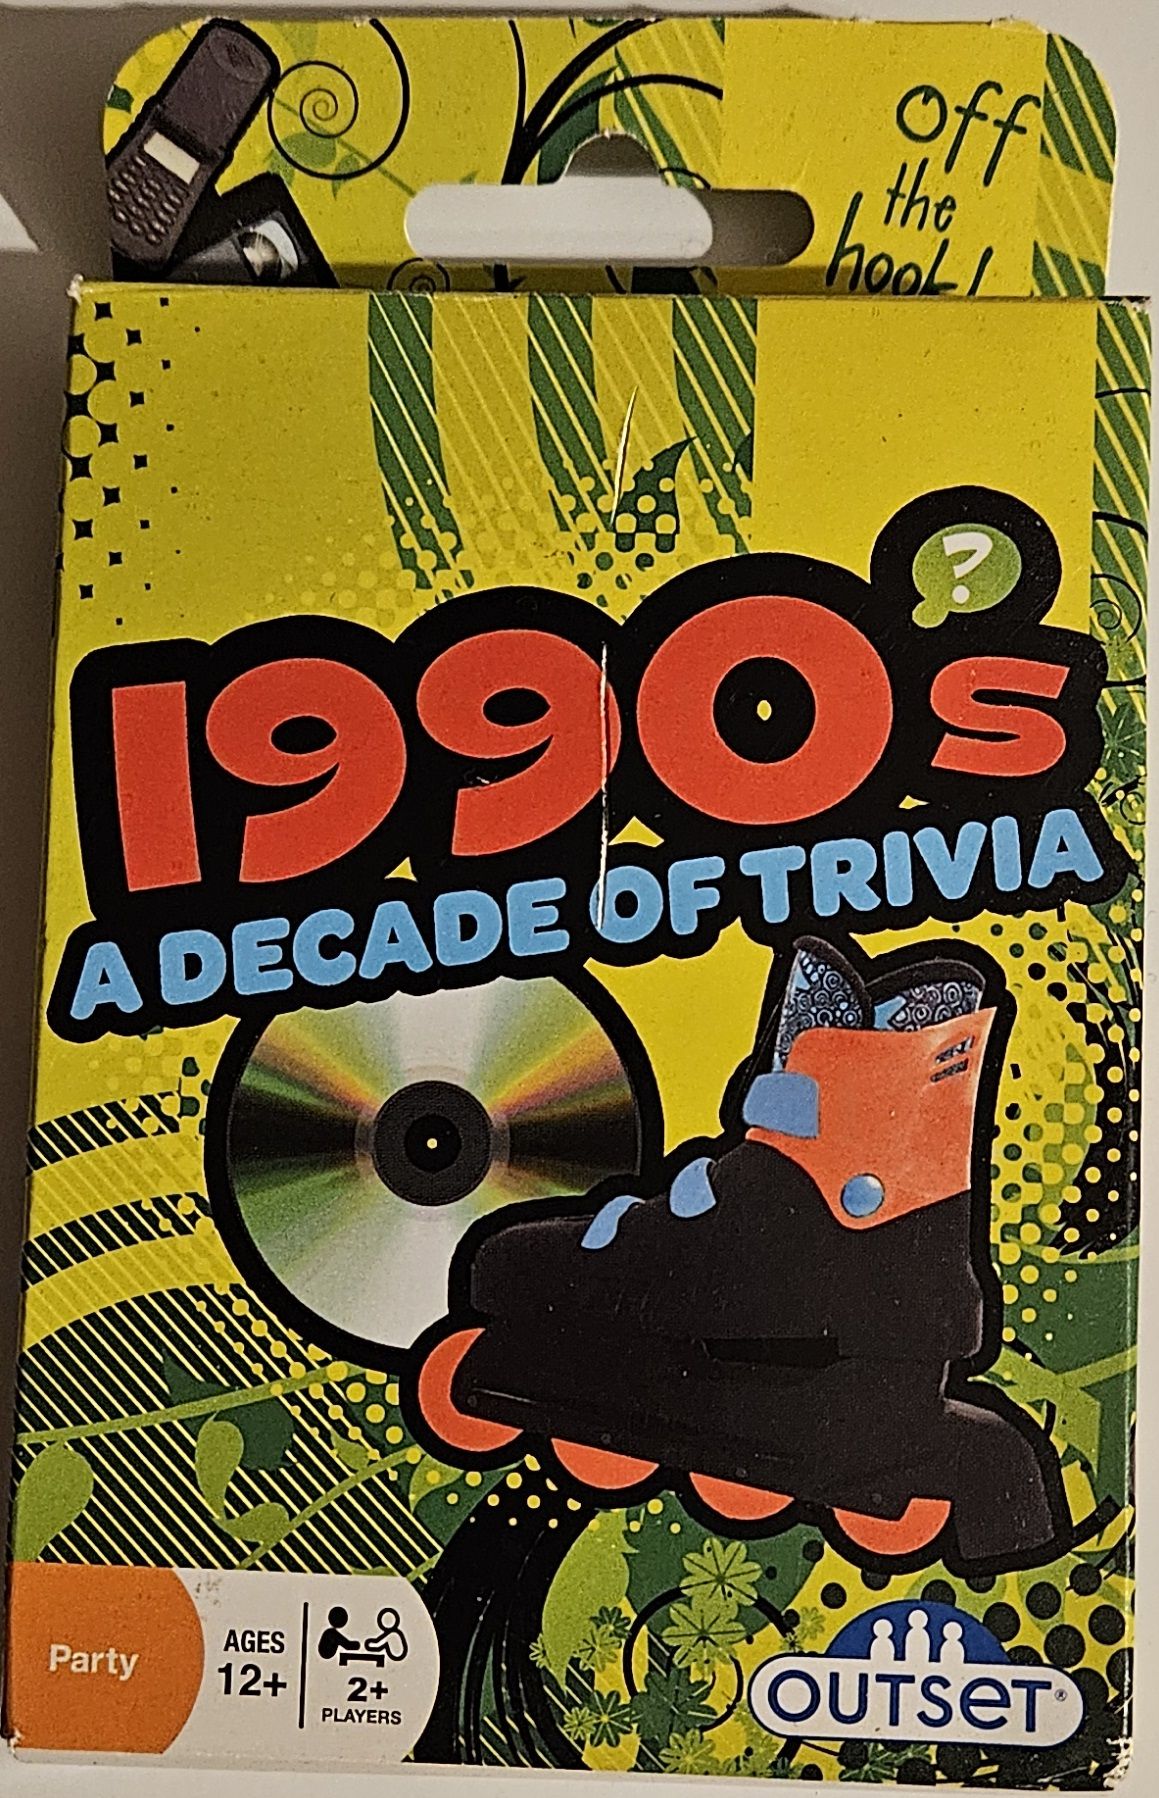 off
the
hook!
?
1990s
A DECADE OF TRIVIA
Party
AGES
12+
2+
PLAYERS
OUTSET®